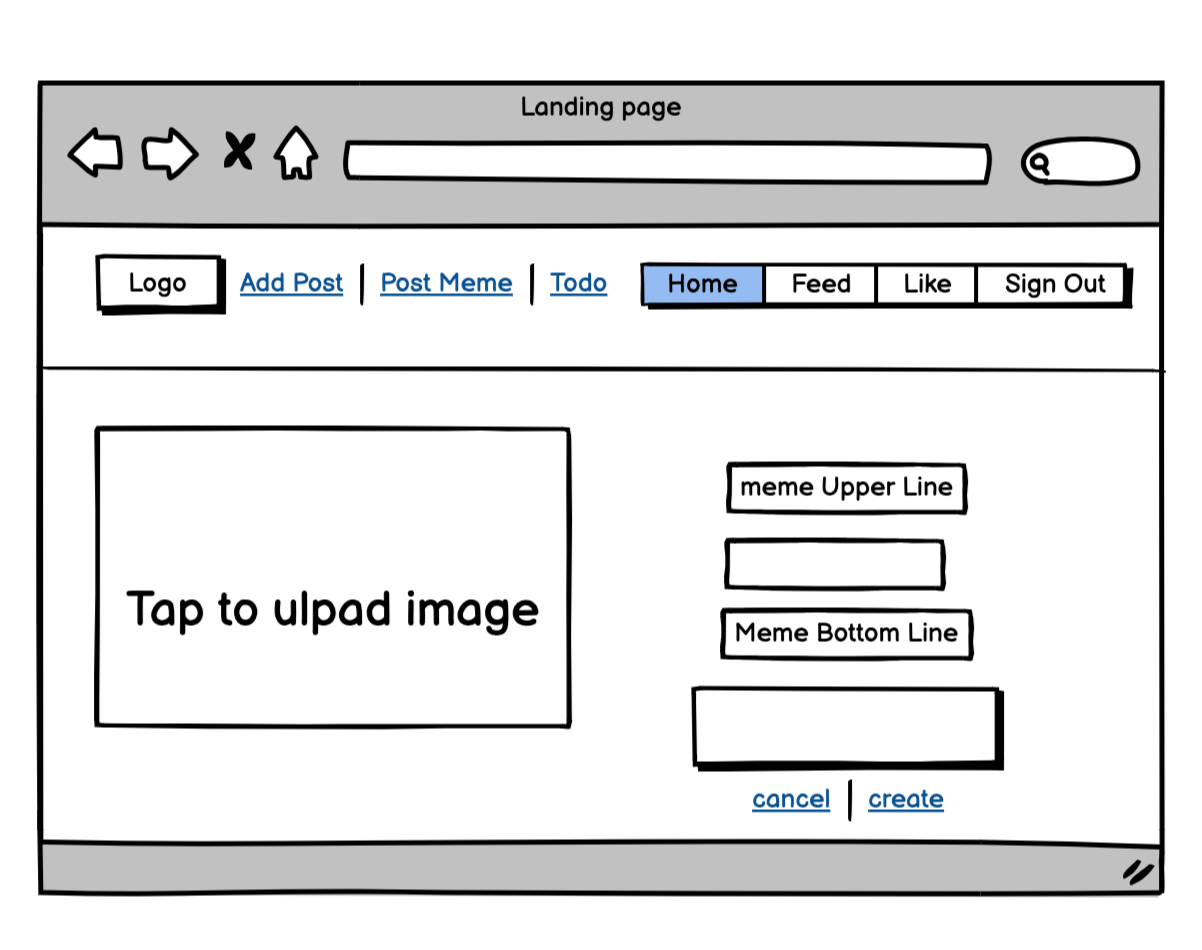 Landing page
Logo Add Post Post Meme Todo Home Feed Like Sign Out
meme Upper Line
Tap to ulpad image
Meme Bottom Line
cancel create